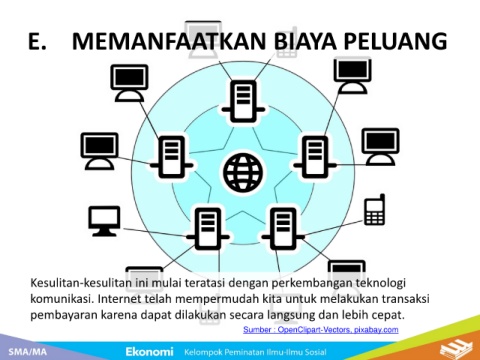 E. MEMANFAATKAN BIAYA PELUANG
Kesulitan-kesulitan ini mulai teratasi dengan perkembangan teknologi
komunikasi. Internet telah mempermudah kita untuk melakukan transaksi
pembayaran karena dapat dilakukan secara langsung dan lebih cepat.
Sumber : OpenClipart-Vectors, pixabay.com
SMA/MA Ekonomi Kelompok Peminatan Ilmu-Ilmu Sosial